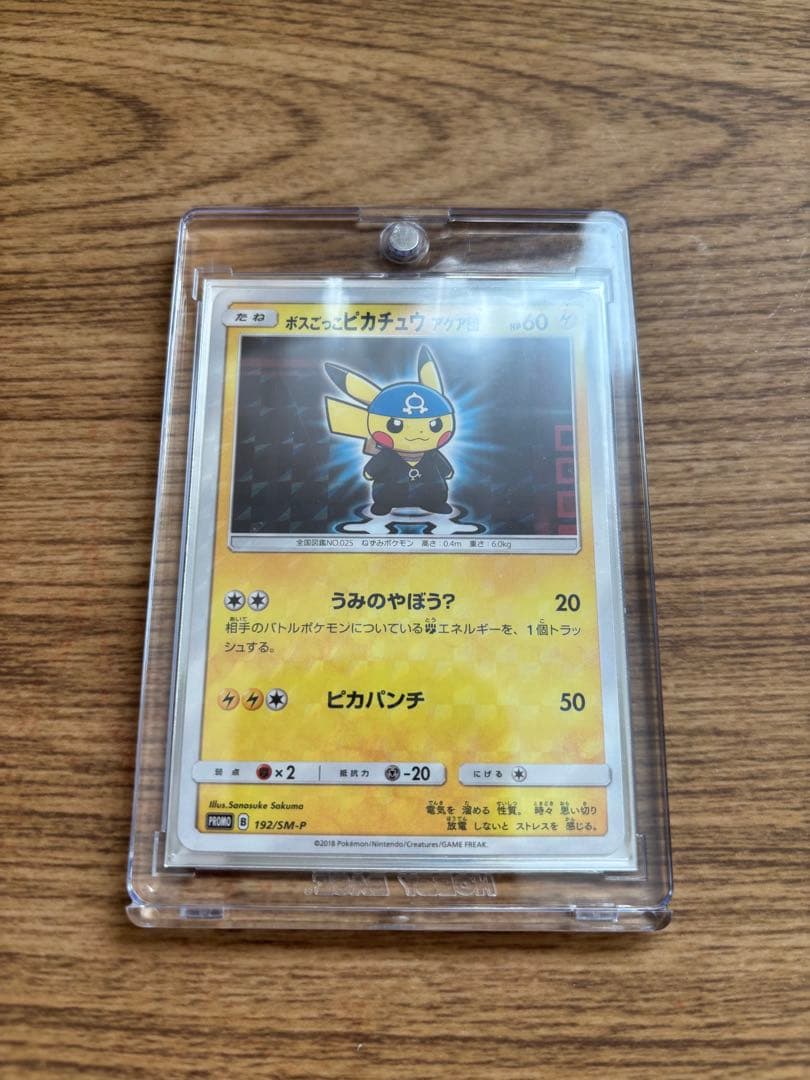 たね ボスごっこピカチュウ アクア団 HP60
全国図鑑NO.025 ねずみポケモン 高さ:0.4m 重さ:6.0kg
うみのやぼう? 20
相手のバトルポケモンについているエネルギーを、1個トラッ
シュする。
ピカパンチ 50
弱点 ×2 抵抗力 -20 にげる
Illus.Sanosuke Sakuma
電気を 溜める 性質。 時々 思い切り
放電 しないと ストレスを 感じる。
PROMO B 192/SM-P
©2018 Pokémon/Nintendo/Creatures/GAME FREAK.